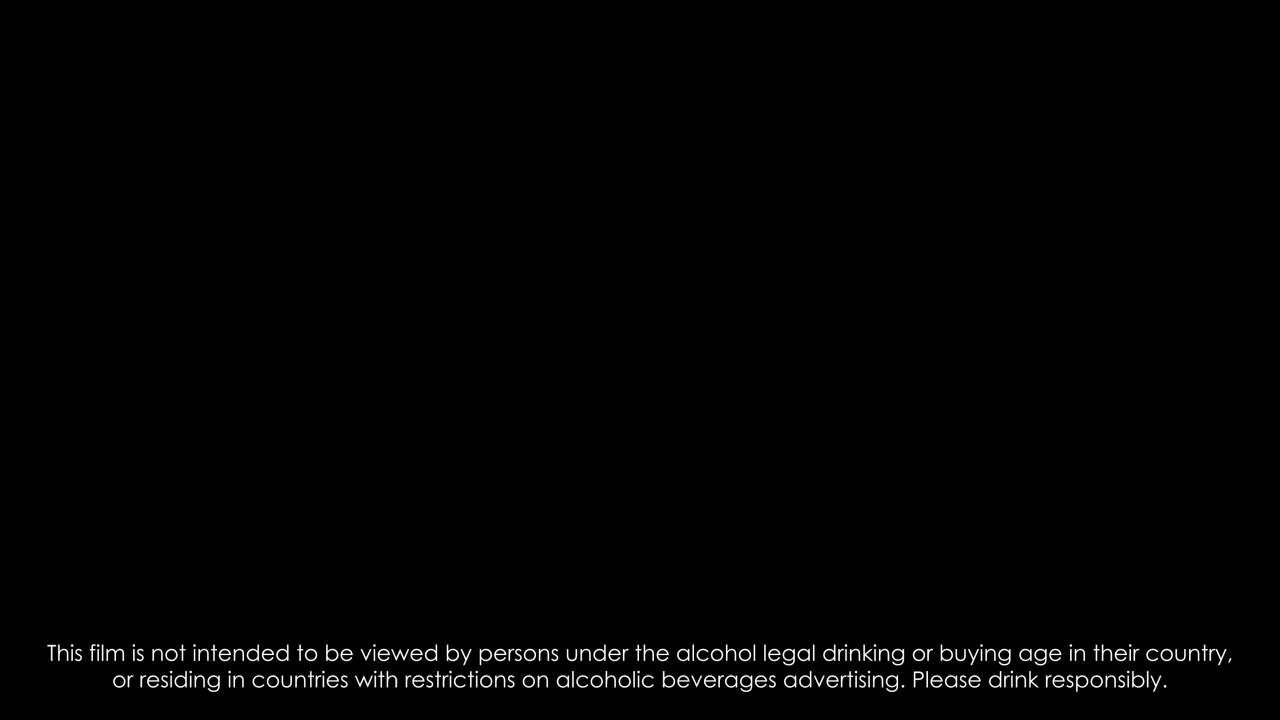 This film is not intended to be viewed by persons under the alcohol legal drinking or buying age in their country,
or residing in countries with restrictions on alcoholic beverages advertising. Please drink responsibly.